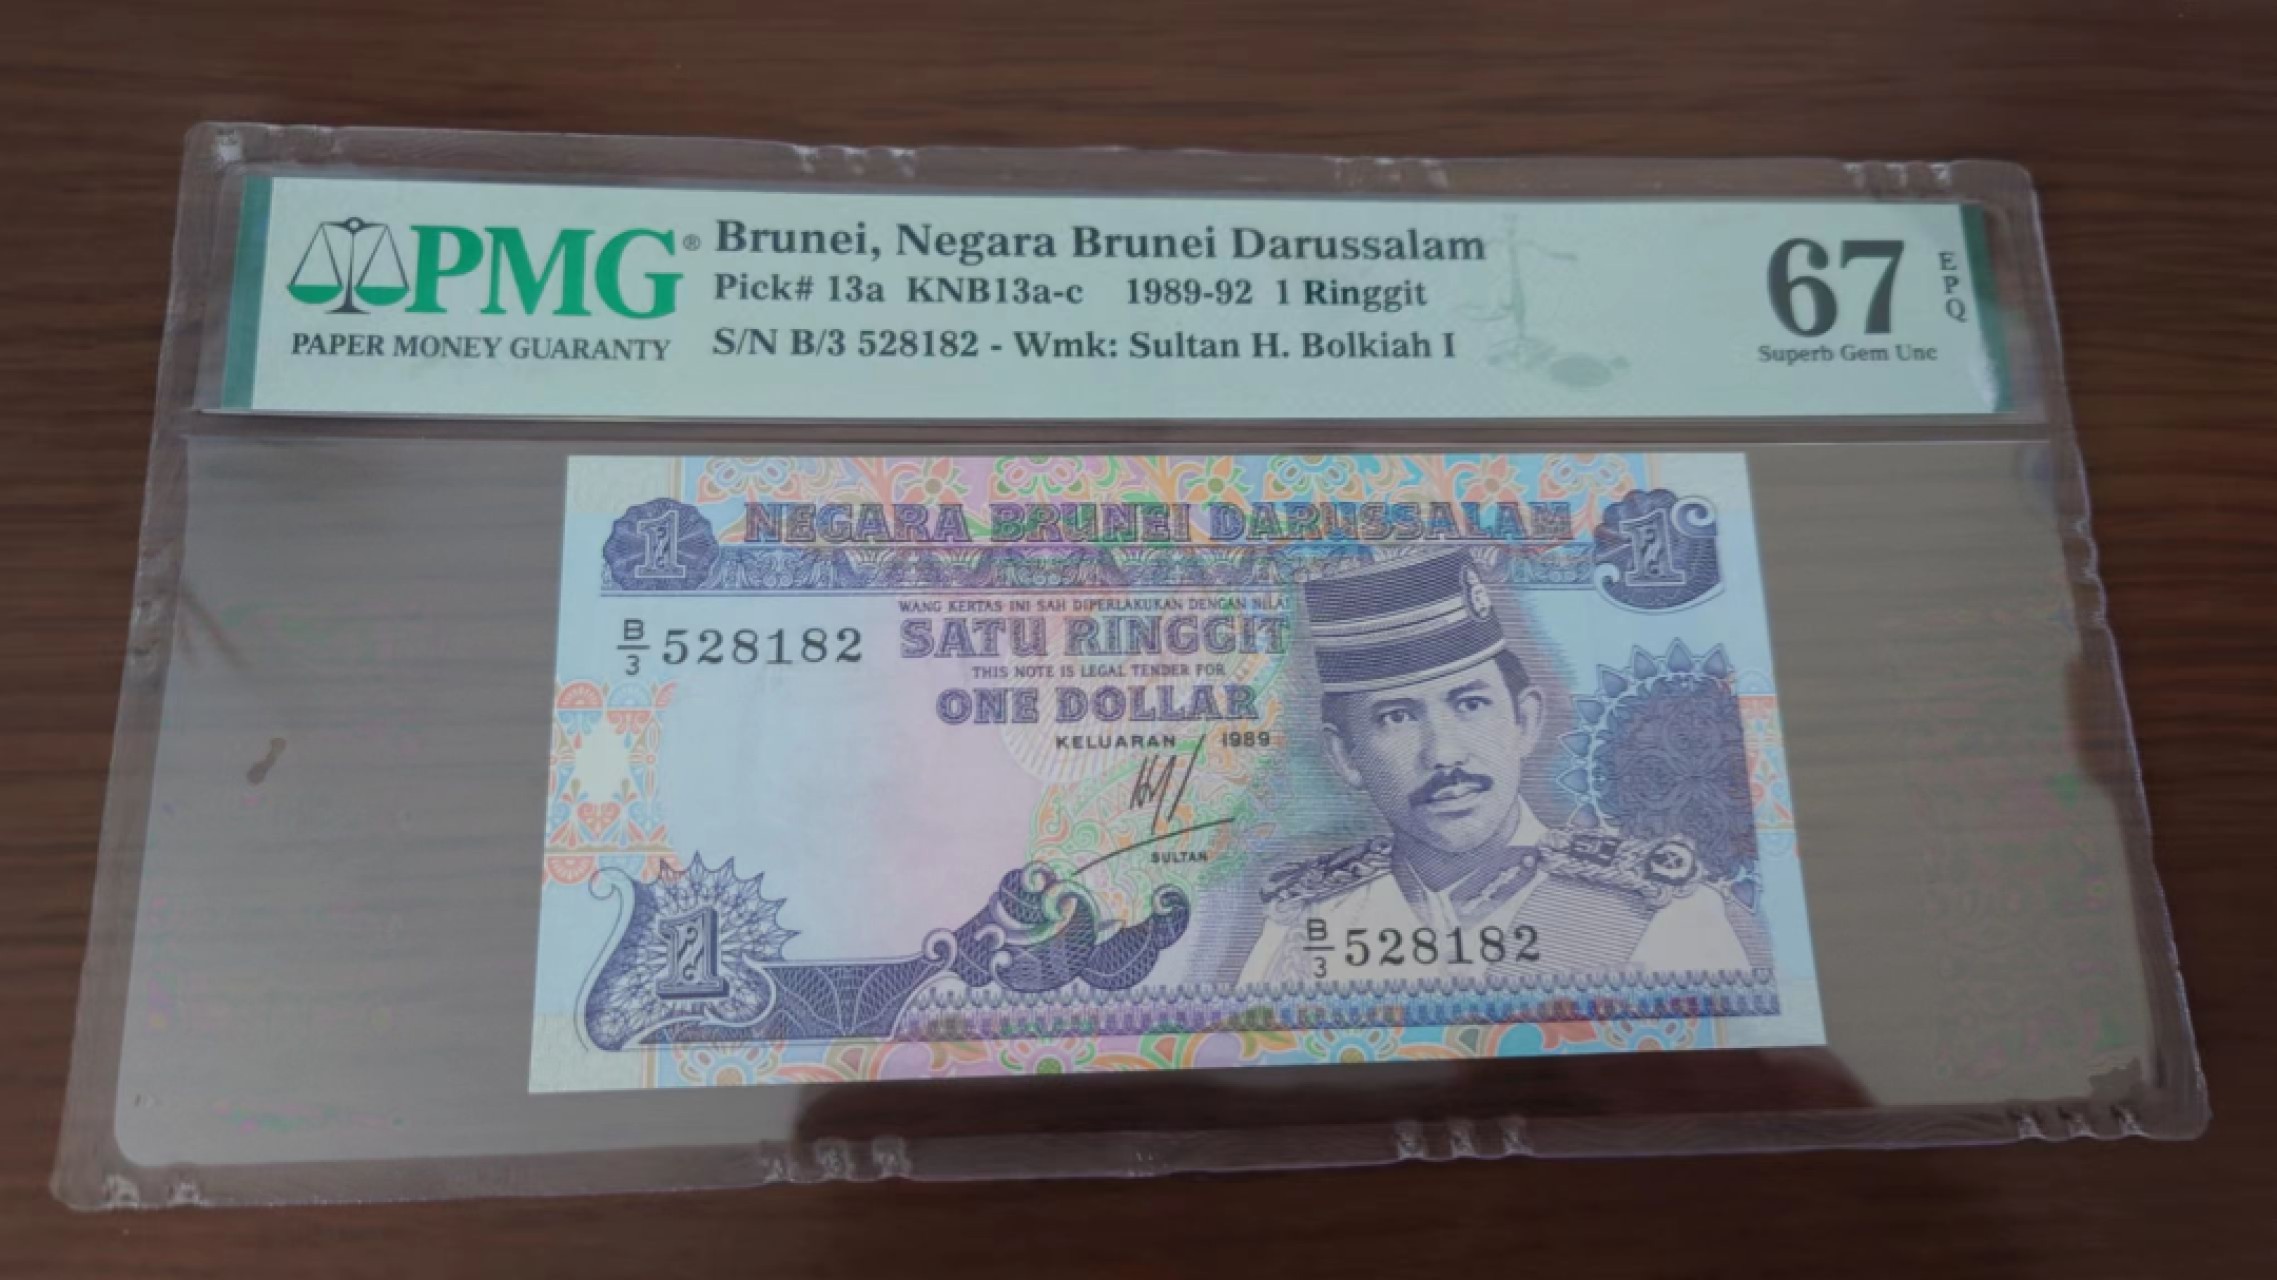 PMG®
PAPER MONEY GUARANTY
Brunei, Negara Brunei Darussalam
Pick# 13a KNB13a-c 1989-92 1 Ringgit
S/N B/3 528182 - Wmk: Sultan H. Bolkiah I
67 EPQ
Superb Gem Unc
1 NEGARA BRUNEI DARUSSALAM 1
WANG KERTAS INI SAH DIPERLAKUKAN DENGAN NILAI
B/3 528182 SATU RINGGIT
THIS NOTE IS LEGAL TENDER FOR
ONE DOLLAR
KELUARAN 1989
SULTAN
1
B/3 528182